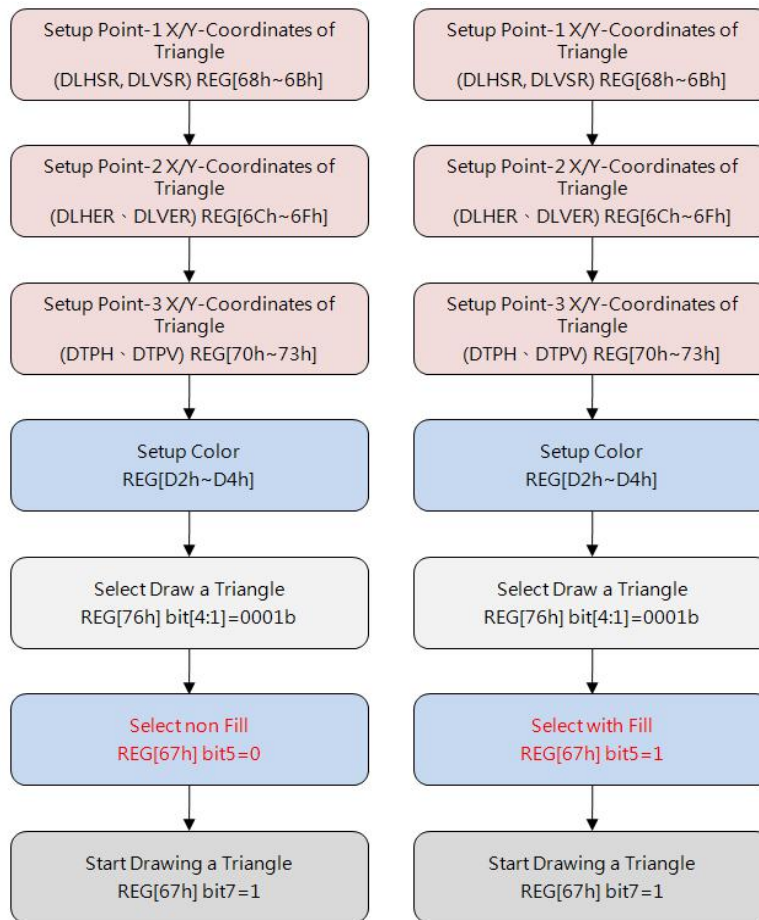 Setup Point-1 X/Y-Coordinates of
Triangle
(DLHSR, DLVSR) REG[68h~6Bh]
Setup Point-2 X/Y-Coordinates of
Triangle
(DLHER、DLVER) REG[6Ch~6Fh]
Setup Point-3 X/Y-Coordinates of
Triangle
(DTPH、DTPV) REG[70h~73h]
Setup Color
REG[D2h~D4h]
Select Draw a Triangle
REG[76h] bit[4:1]=0001b
Select non Fill
REG[67h] bit5=0
Start Drawing a Triangle
REG[67h] bit7=1
Setup Point-1 X/Y-Coordinates of
Triangle
(DLHSR, DLVSR) REG[68h~6Bh]
Setup Point-2 X/Y-Coordinates of
Triangle
(DLHER、DLVER) REG[6Ch~6Fh]
Setup Point-3 X/Y-Coordinates of
Triangle
(DTPH、DTPV) REG[70h~73h]
Setup Color
REG[D2h~D4h]
Select Draw a Triangle
REG[76h] bit[4:1]=0001b
Select with Fill
REG[67h] bit5=1
Start Drawing a Triangle
REG[67h] bit7=1